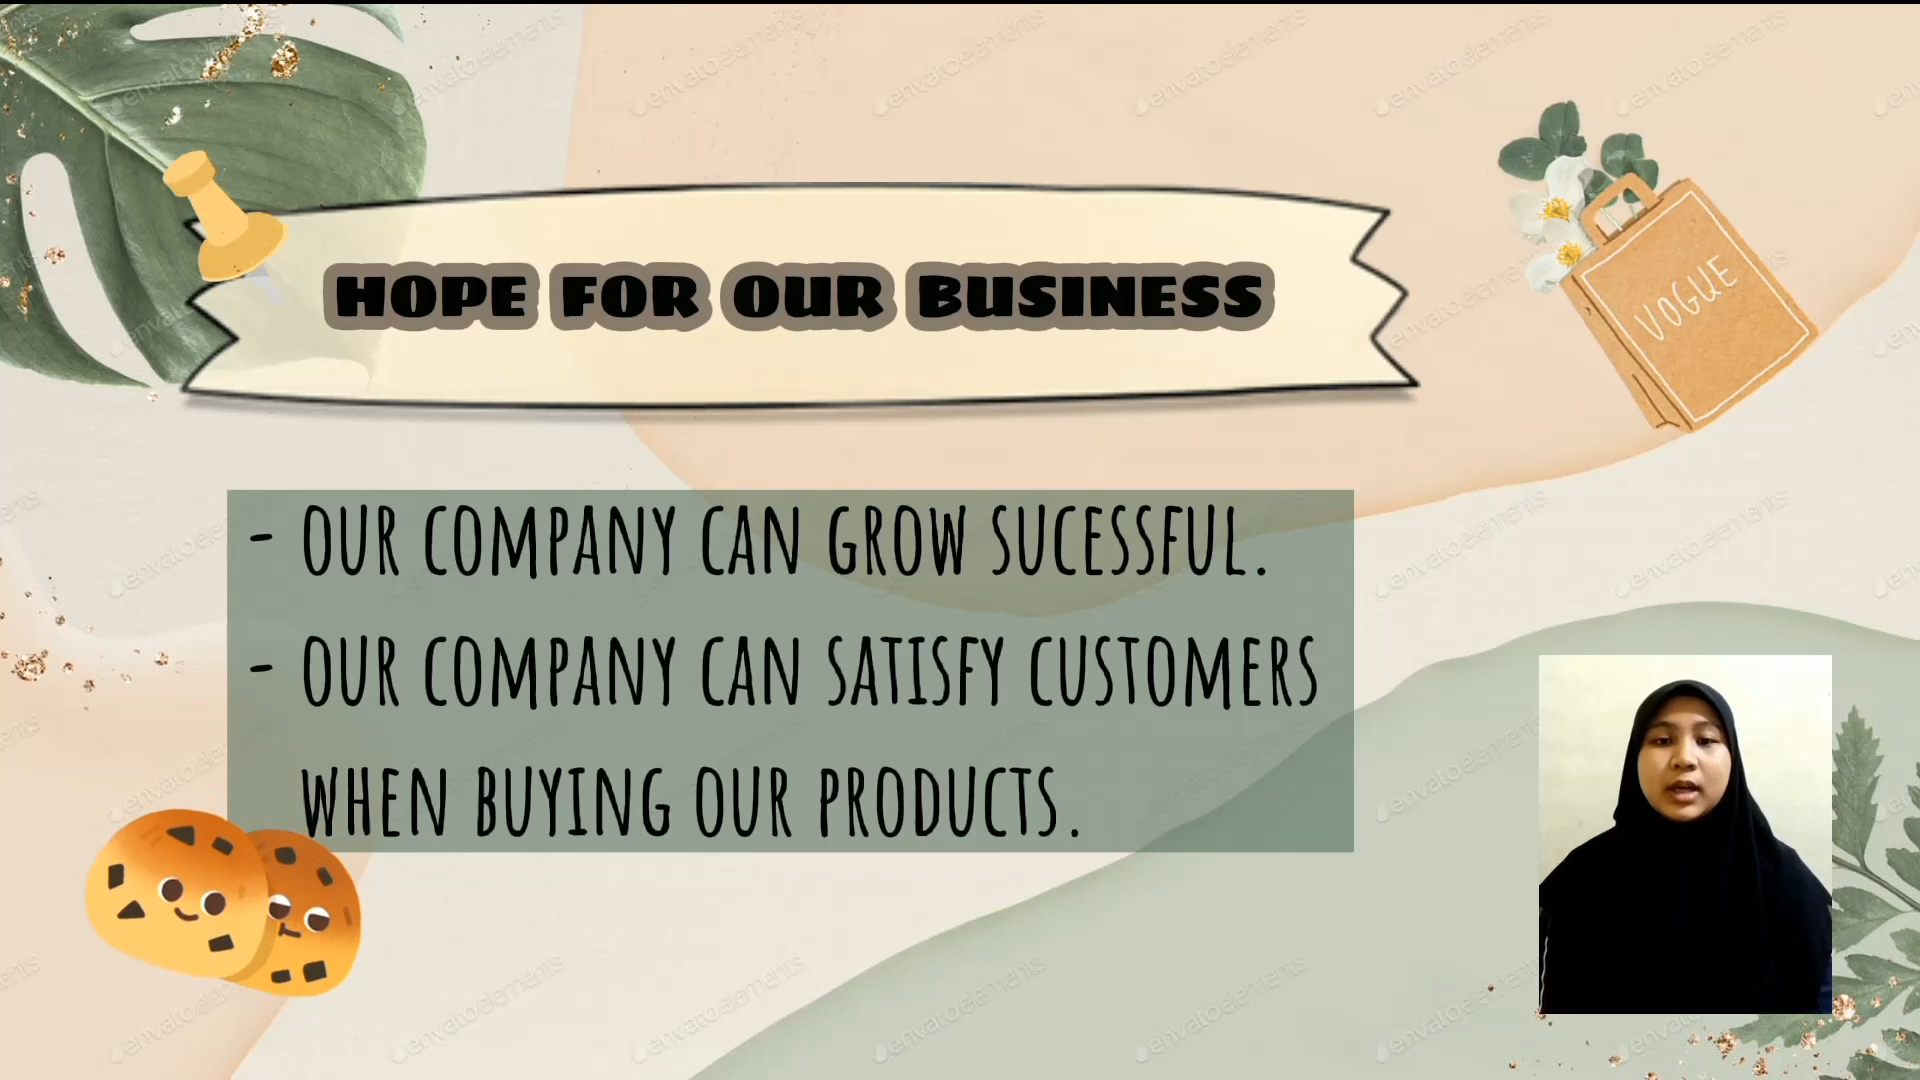 HOPE FOR OUR BUSINESS
VOGUE
- OUR COMPANY CAN GROW SUCESSFUL.
- OUR COMPANY CAN SATISFY CUSTOMERS
WHEN BUYING OUR PRODUCTS.
envatoelements